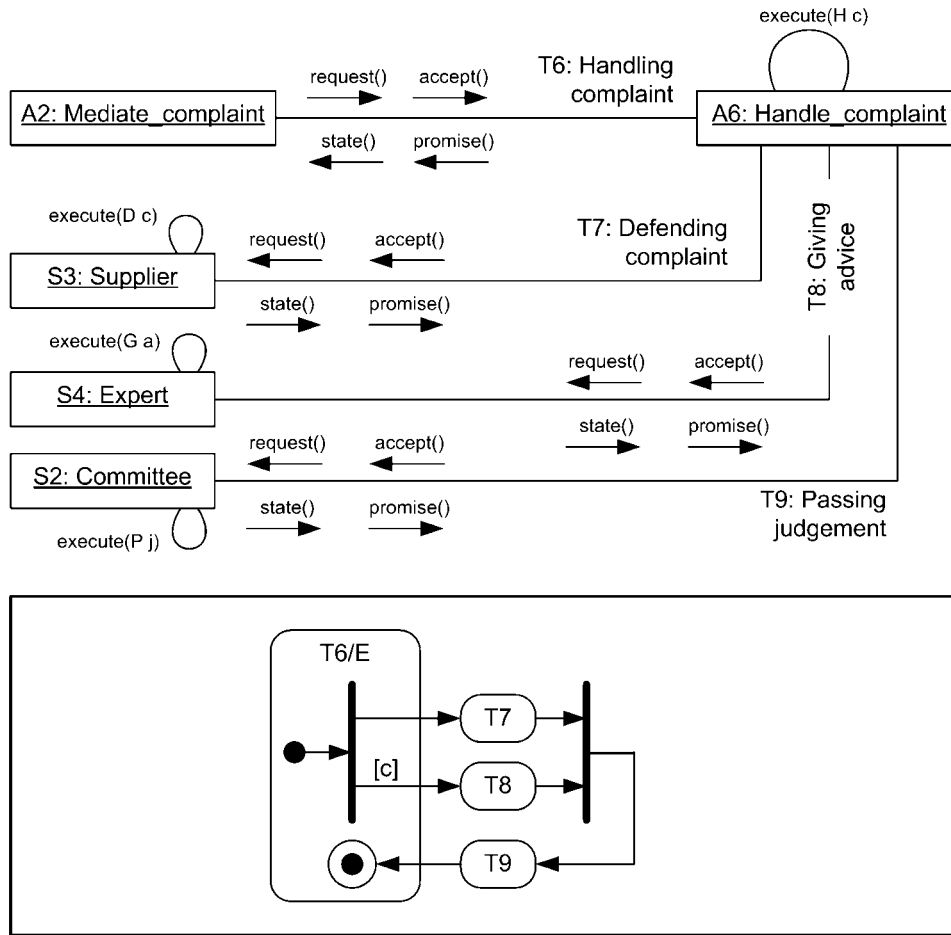 execute(H c)
T6: Handling
complaint
request()
accept()
A2: Mediate_complaint
A6: Handle_complaint
state()
promise()
execute(D c)
T7: Defending
complaint
T8: Giving
advice
request()
accept()
S3: Supplier
state()
promise()
execute(G a)
request()
accept()
S4: Expert
state()
promise()
request()
accept()
S2: Committee
T9: Passing
judgement
state()
promise()
execute(P j)
T6/E
T7
[c]
T8
T9